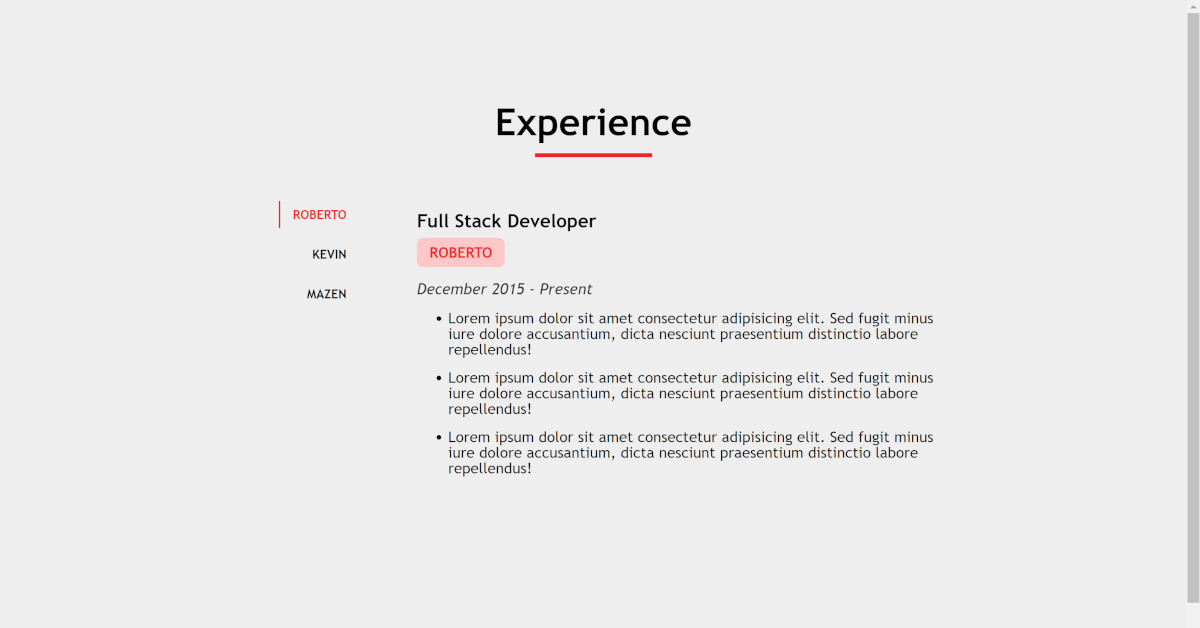 Experience
ROBERTO
KEVIN
MAZEN
Full Stack Developer
ROBERTO
December 2015 - Present
• Lorem ipsum dolor sit amet consectetur adipisicing elit. Sed fugit minus
iure dolore accusantium, dicta nesciunt praesentium distinctio labore
repellendus!
• Lorem ipsum dolor sit amet consectetur adipisicing elit. Sed fugit minus
iure dolore accusantium, dicta nesciunt praesentium distinctio labore
repellendus!
• Lorem ipsum dolor sit amet consectetur adipisicing elit. Sed fugit minus
iure dolore accusantium, dicta nesciunt praesentium distinctio labore
repellendus!